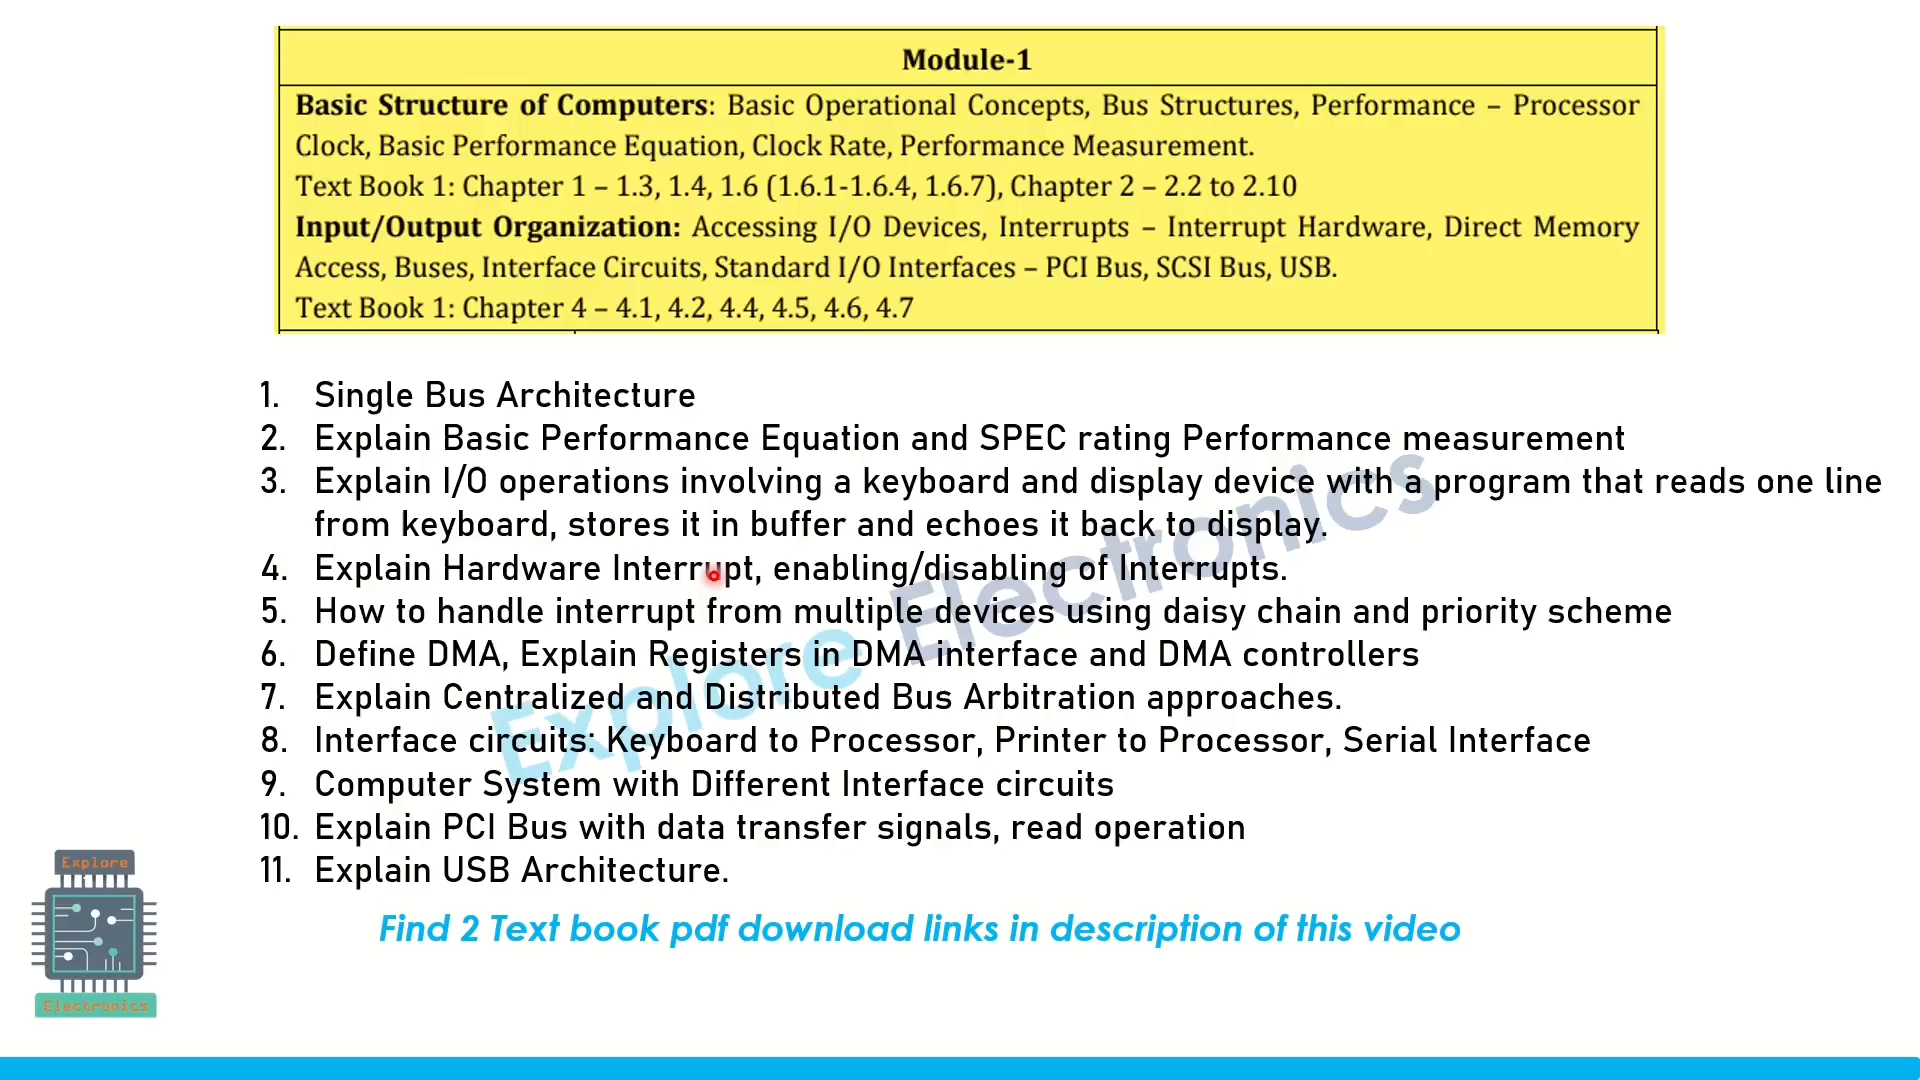 Module-1
Basic Structure of Computers: Basic Operational Concepts, Bus Structures, Performance – Processor
Clock, Basic Performance Equation, Clock Rate, Performance Measurement.
Text Book 1: Chapter 1 – 1.3, 1.4, 1.6 (1.6.1-1.6.4, 1.6.7), Chapter 2 – 2.2 to 2.10
Input/Output Organization: Accessing I/O Devices, Interrupts – Interrupt Hardware, Direct Memory
Access, Buses, Interface Circuits, Standard I/O Interfaces – PCI Bus, SCSI Bus, USB.
Text Book 1: Chapter 4 – 4.1, 4.2, 4.4, 4.5, 4.6, 4.7
1. Single Bus Architecture
2. Explain Basic Performance Equation and SPEC rating Performance measurement
3. Explain I/O operations involving a keyboard and display device with a program that reads one line
from keyboard, stores it in buffer and echoes it back to display.
4. Explain Hardware Interrupt, enabling/disabling of Interrupts.
5. How to handle interrupt from multiple devices using daisy chain and priority scheme
6. Define DMA, Explain Registers in DMA interface and DMA controllers
7. Explain Centralized and Distributed Bus Arbitration approaches.
8. Interface circuits: Keyboard to Processor, Printer to Processor, Serial Interface
9. Computer System with Different Interface circuits
10. Explain PCI Bus with data transfer signals, read operation
11. Explain USB Architecture.
Explore Electronics
Find 2 Text book pdf download links in description of this video
Explore
Electronics